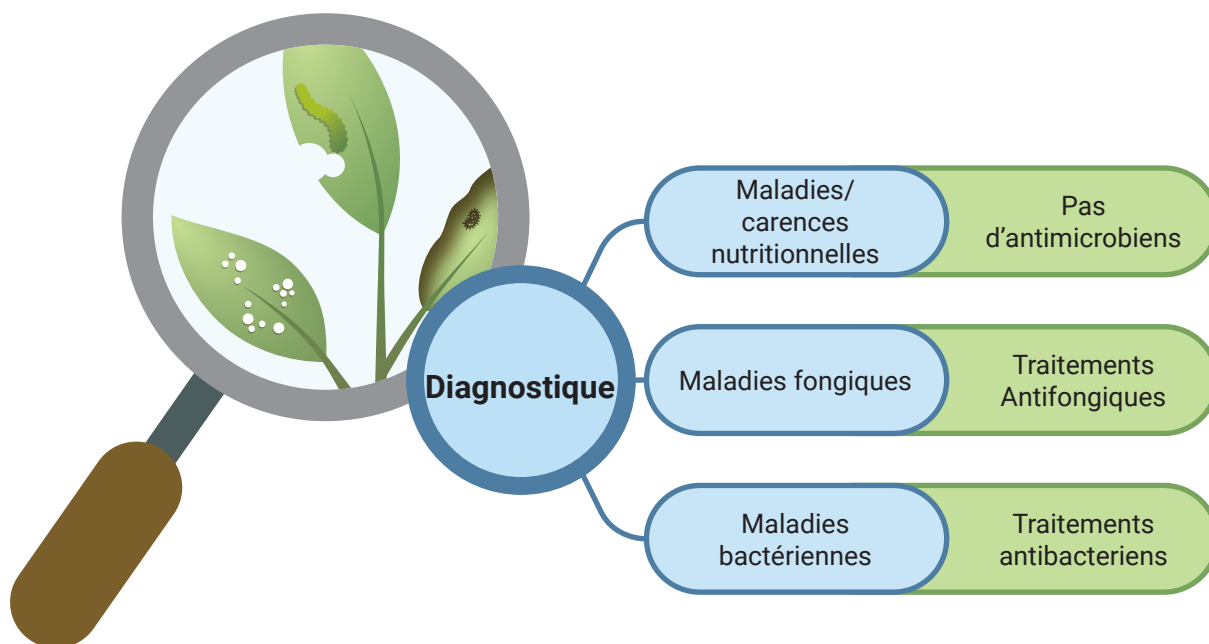 Diagnostique
Maladies/
carences
nutritionnelles
Pas
d’antimicrobiens
Maladies fongiques
Traitements
Antifongiques
Maladies
bactériennes
Traitements
antibacteriens